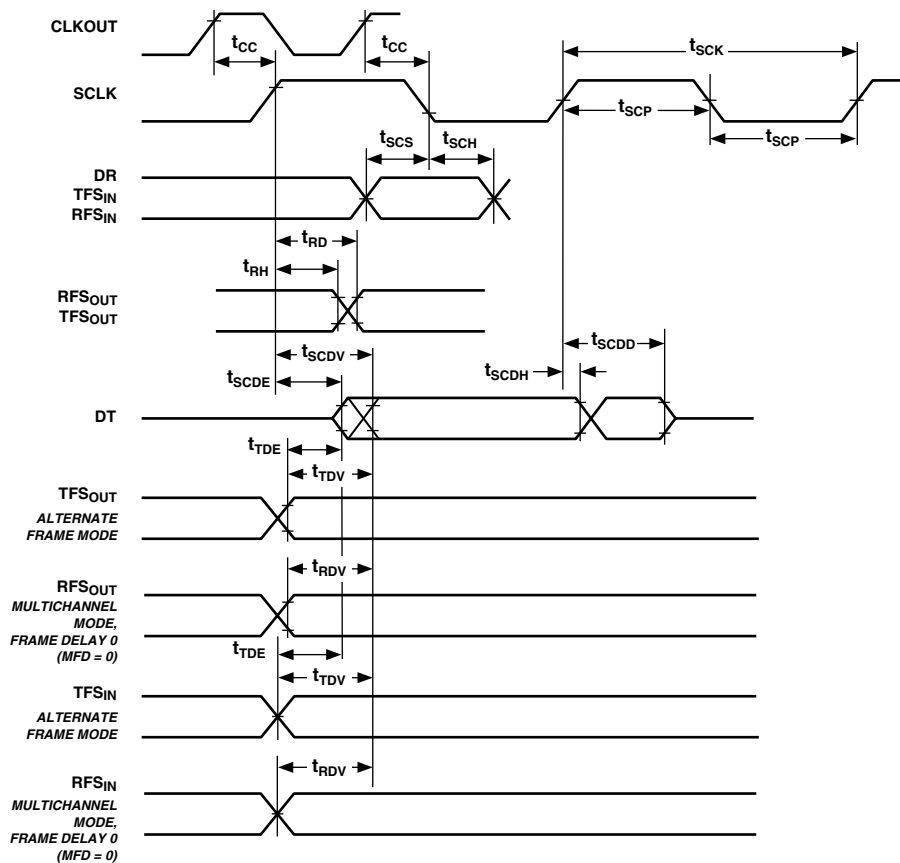 CLKOUT
tCC
tCC
tSCK
SCLK
tSCP
tSCP
tSCS
tSCH
DR
TFSIN
RFSIN
tRD
tRH
RFSOUT
TFSOUT
tSCDV
tSCDD
tSCDE
tSCDH
DT
tTDE
tTDV
TFSOUT
ALTERNATE
FRAME MODE
tRDV
RFSOUT
MULTICHANNEL
MODE,
FRAME DELAY 0
(MFD = 0)
tTDE
tTDV
TFSIN
ALTERNATE
FRAME MODE
tRDV
RFSIN
MULTICHANNEL
MODE,
FRAME DELAY 0
(MFD = 0)